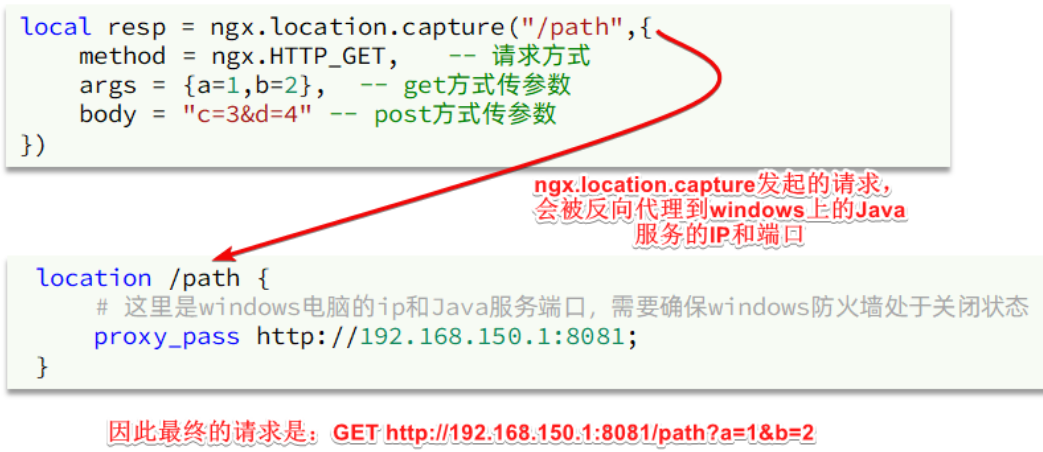 local resp = ngx.location.capture("/path",{
    method = ngx.HTTP_GET,   -- 请求方式
    args = {a=1,b=2},  -- get方式传参数
    body = "c=3&d=4" -- post方式传参数
})
ngx.location.capture发起的请求，
会被反向代理到windows上的Java
服务的IP和端口
location /path {
    # 这里是windows电脑的ip和Java服务端口，需要确保windows防火墙处于关闭状态
    proxy_pass http://192.168.150.1:8081;
}
因此最终的请求是：GET http://192.168.150.1:8081/path?a=1&b=2